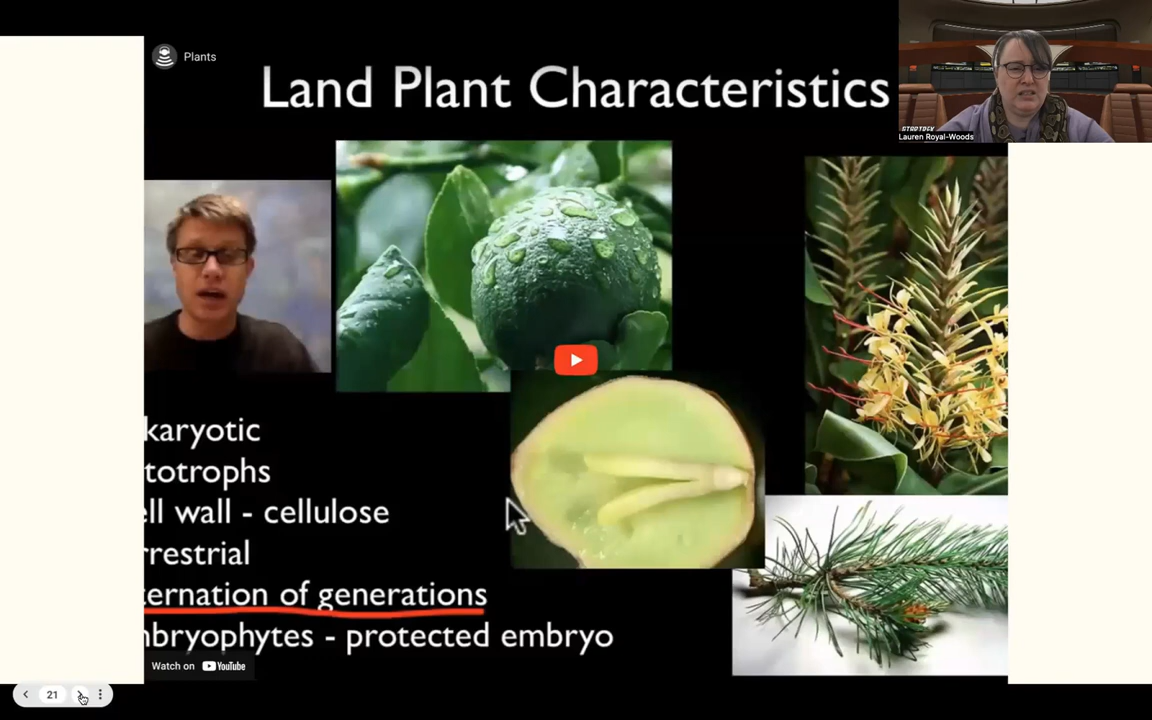 Plants
Land Plant Characteristics
Lauren Royal-Woods
karyotic
totrophs
ell wall - cellulose
rrestrial
ternation of generations
nbryophytes - protected embryo
Watch on YouTube
21